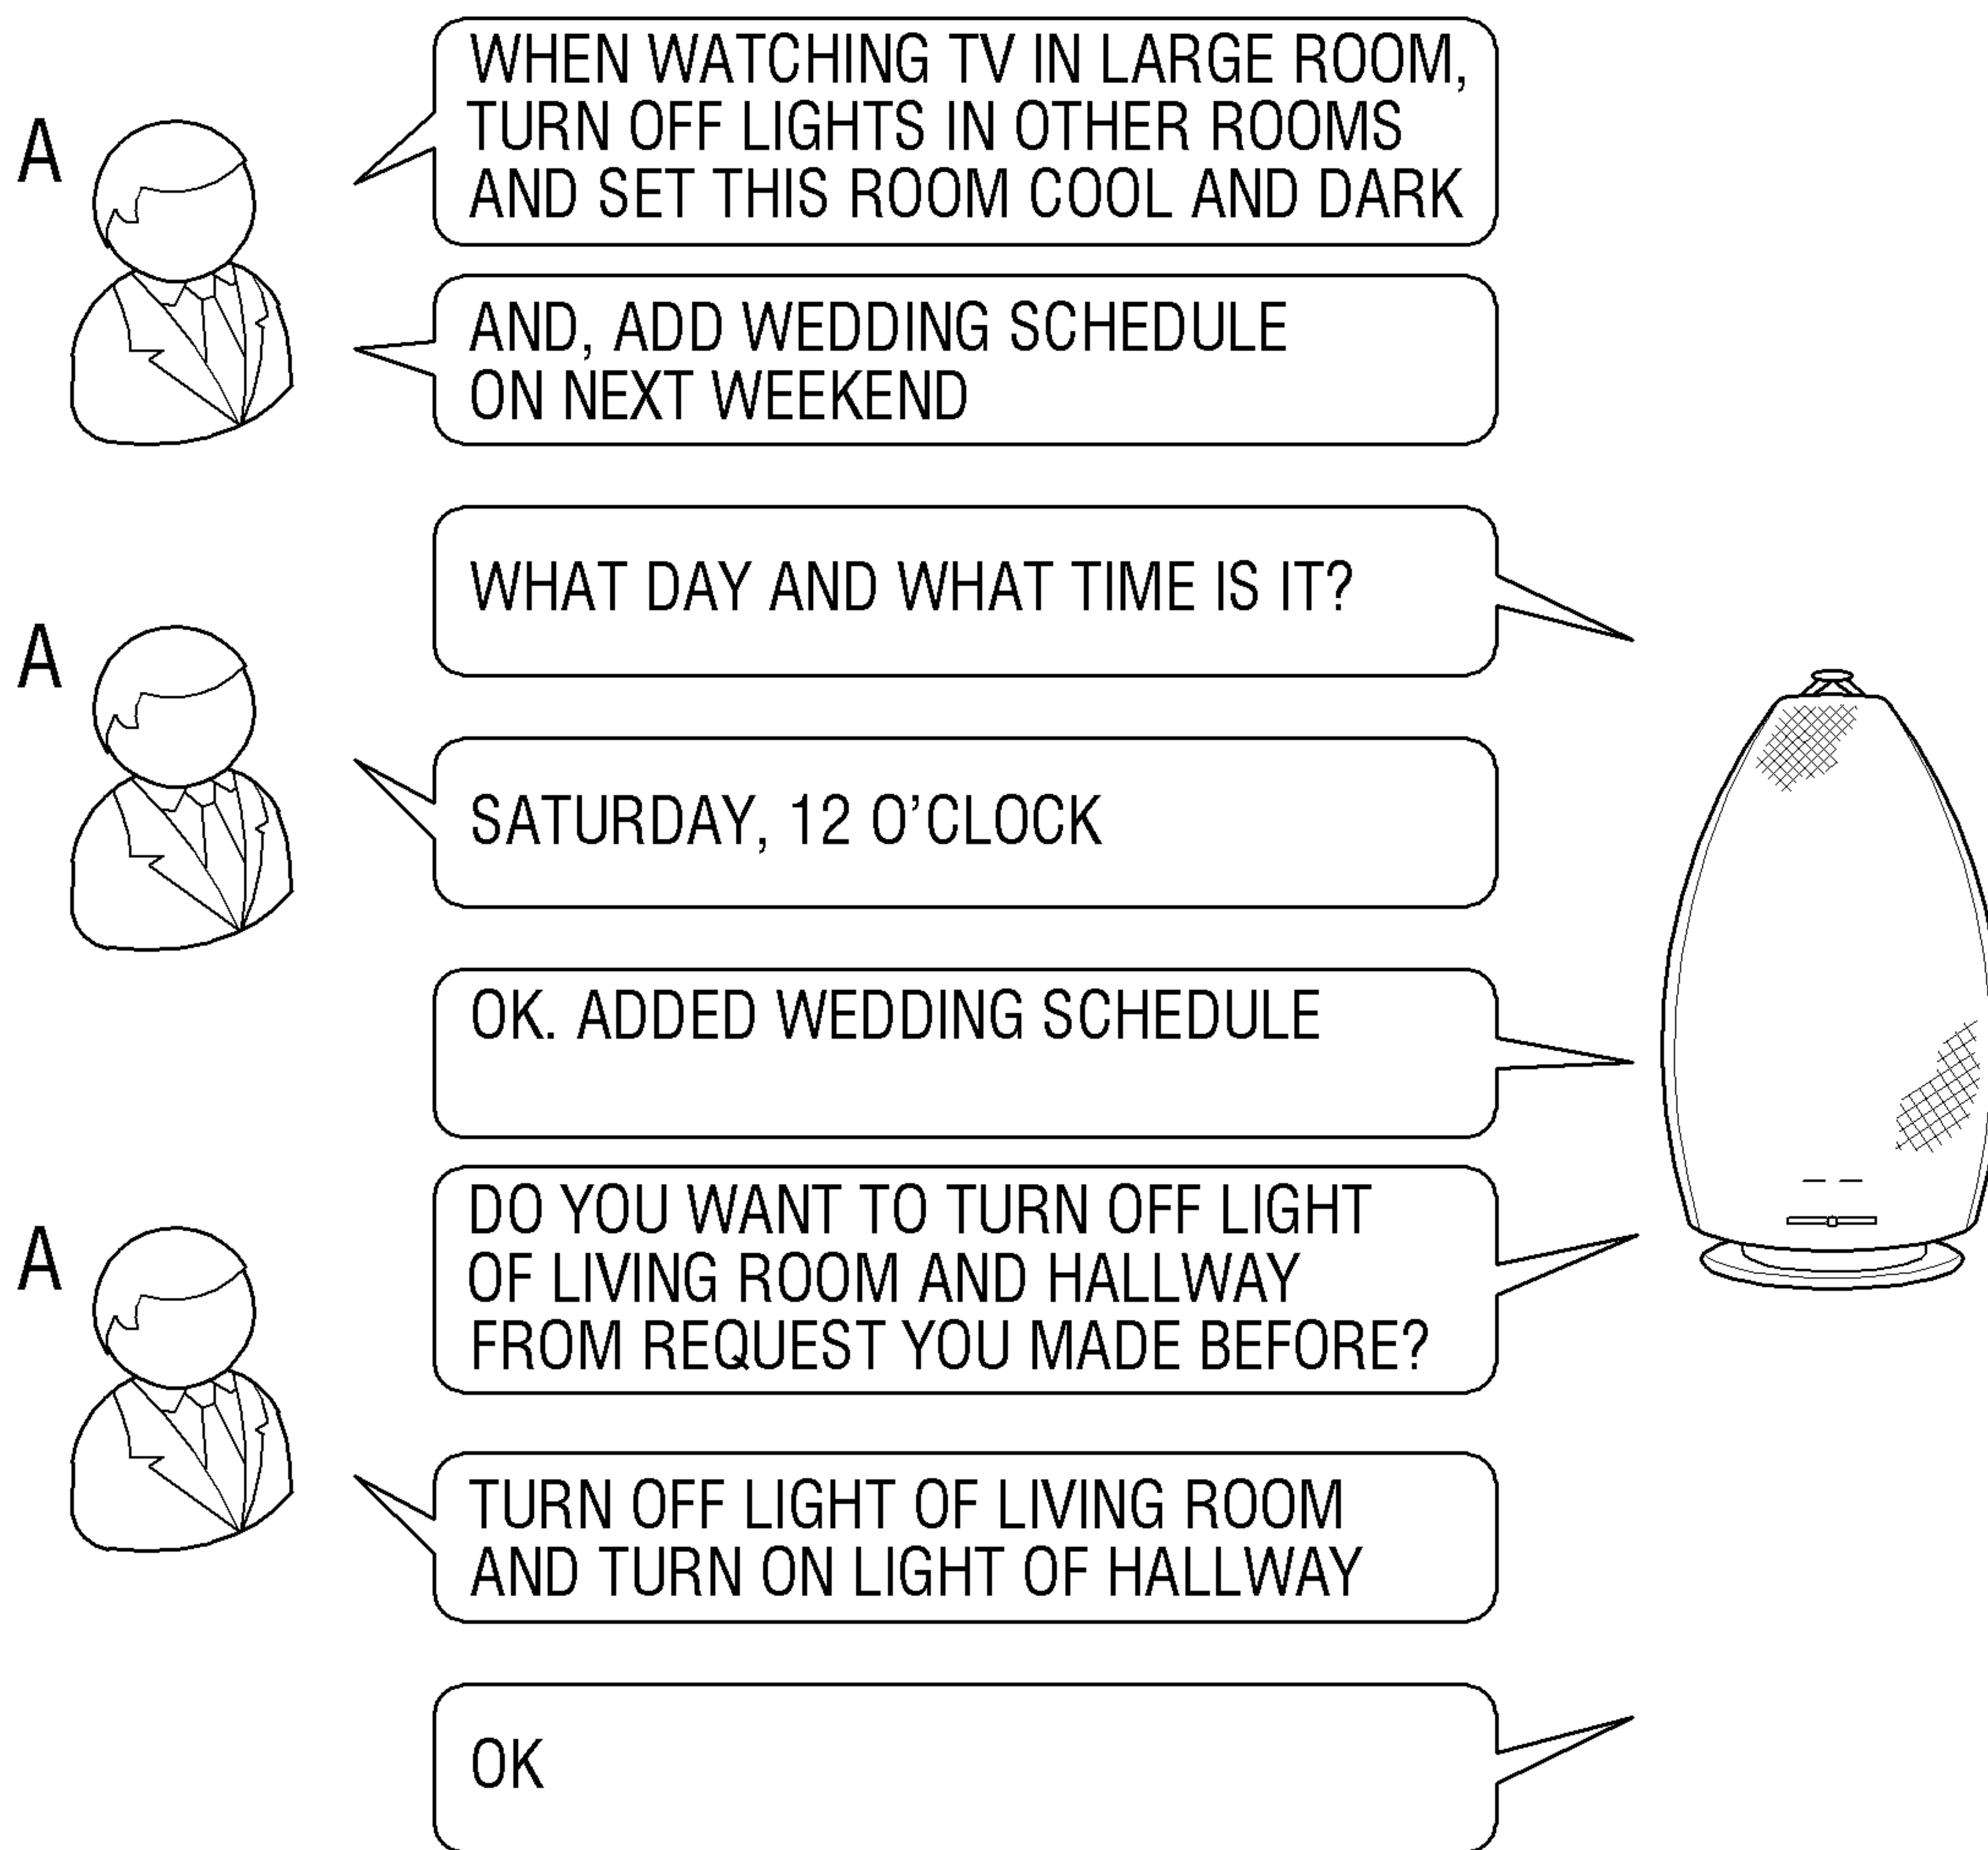 A
WHEN WATCHING TV IN LARGE ROOM,
TURN OFF LIGHTS IN OTHER ROOMS
AND SET THIS ROOM COOL AND DARK
AND, ADD WEDDING SCHEDULE
ON NEXT WEEKEND
WHAT DAY AND WHAT TIME IS IT?
A
SATURDAY, 12 O’CLOCK
OK. ADDED WEDDING SCHEDULE
DO YOU WANT TO TURN OFF LIGHT
OF LIVING ROOM AND HALLWAY
FROM REQUEST YOU MADE BEFORE?
A
TURN OFF LIGHT OF LIVING ROOM
AND TURN ON LIGHT OF HALLWAY
OK